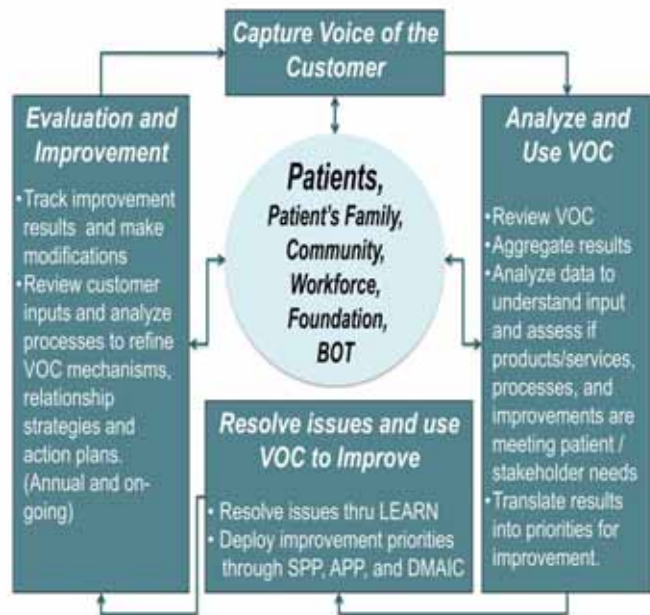 Capture Voice of the
Customer
Evaluation and
Improvement
•Track improvement
results and make
modifications
•Review customer
inputs and analyze
processes to refine
VOC mechanisms,
relationship
strategies and
action plans.
(Annual and on-
going)
Patients,
Patient's Family,
Community,
Workforce,
Foundation,
BOT
Analyze and
Use VOC
•Review VOC
•Aggregate results
•Analyze data to
understand input
and assess if
products/services,
processes, and
improvements are
meeting patient /
stakeholder needs
•Translate results
into priorities for
improvement.
Resolve issues and use
VOC to Improve
• Resolve issues thru LEARN
• Deploy improvement priorities
through SPP, APP, and DMAIC